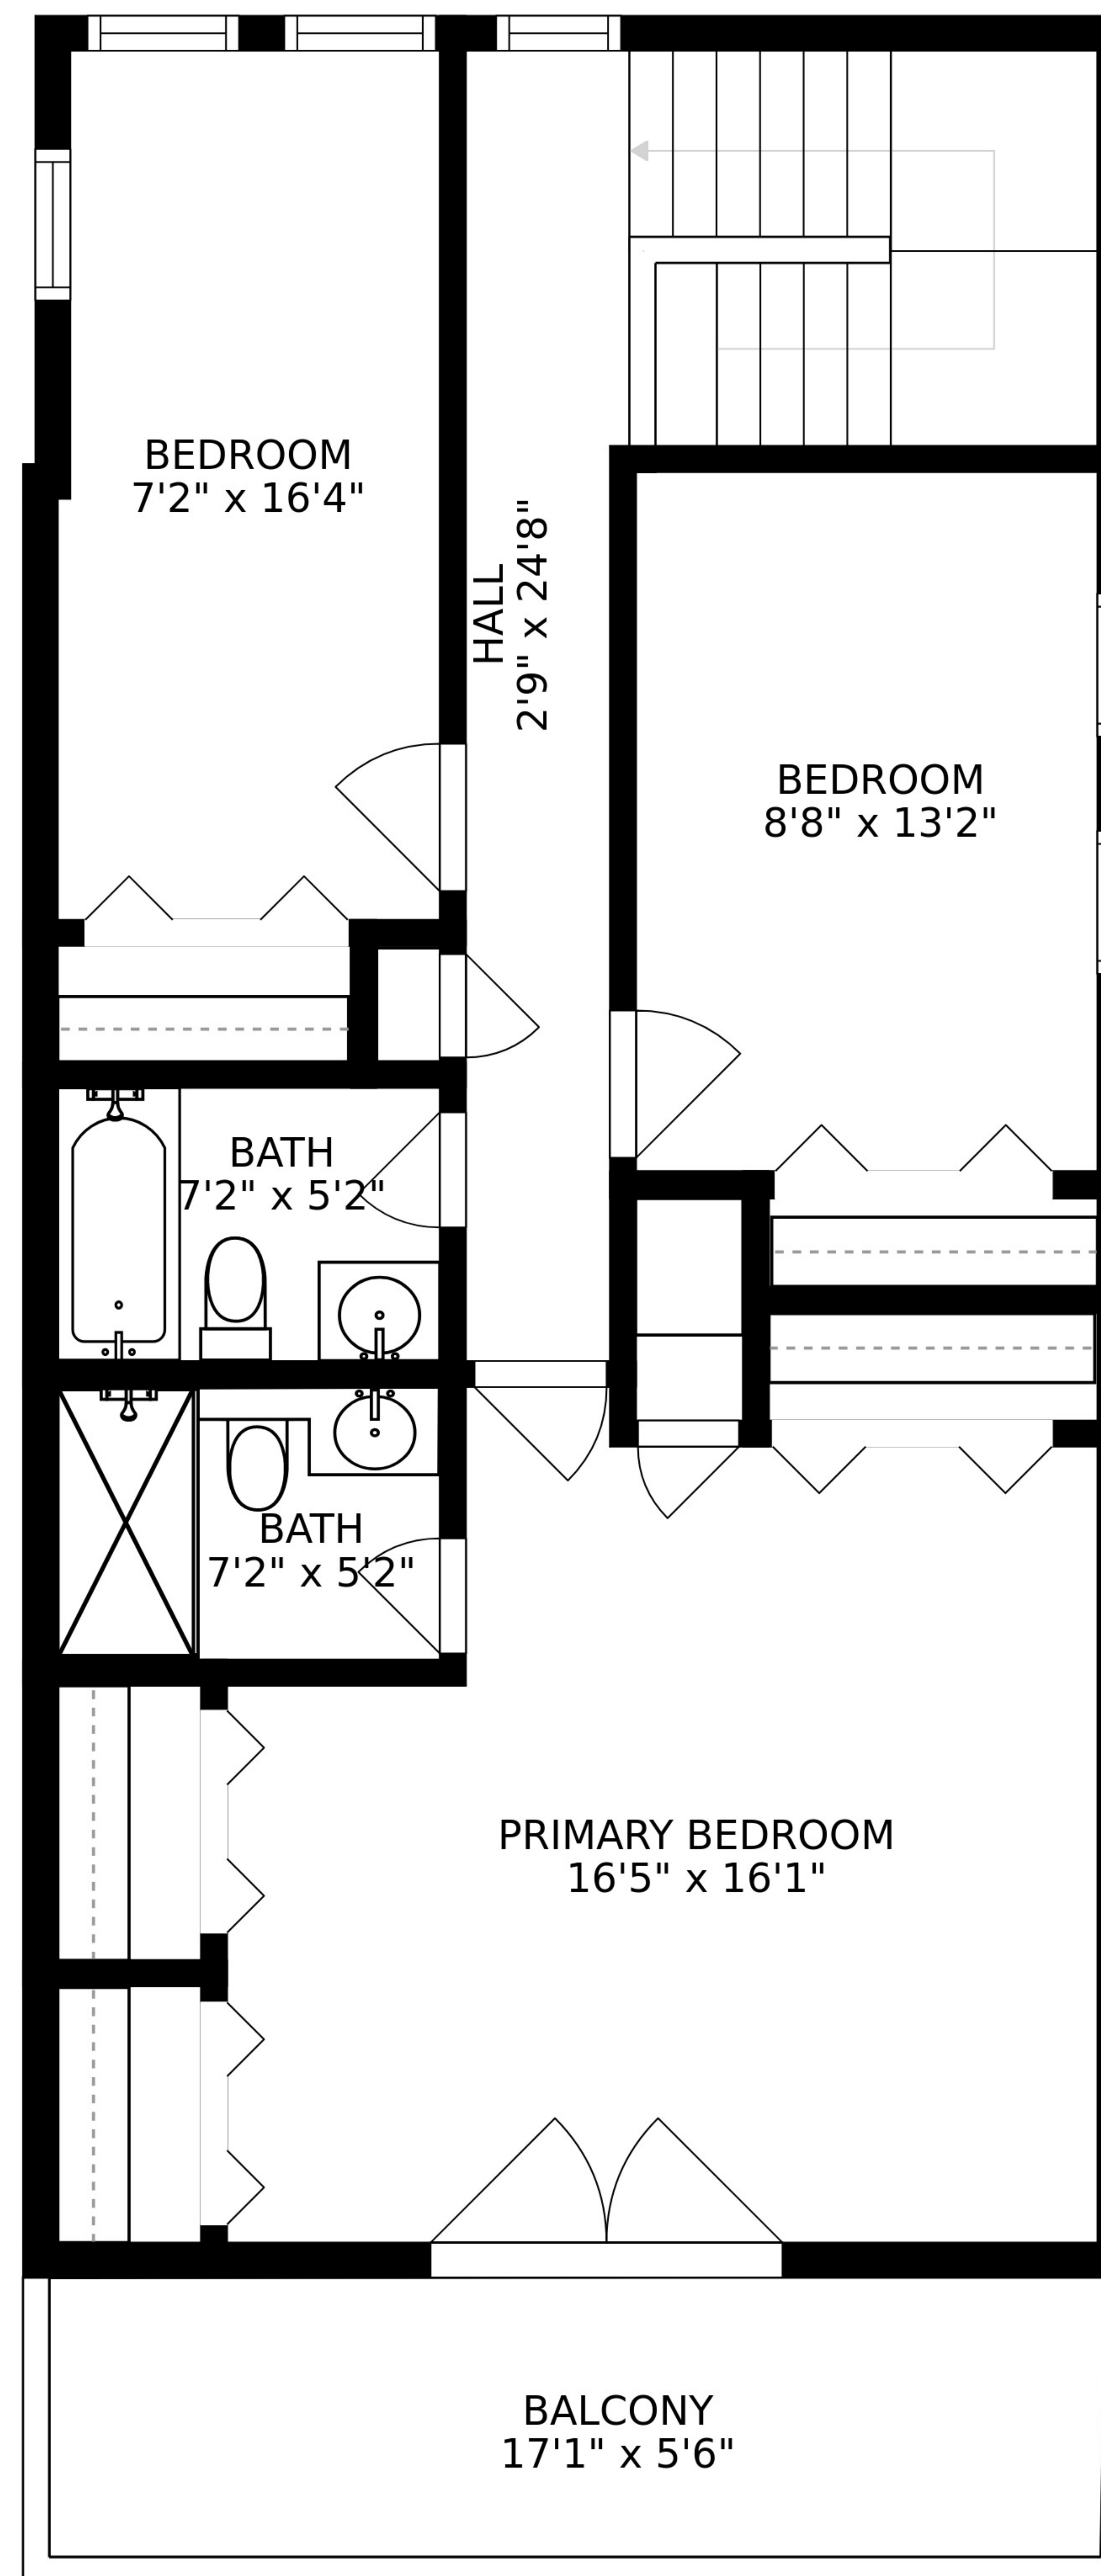 BEDROOM
7'2" x 16'4"
HALL
2'9" x 24'8"
BEDROOM
8'8" x 13'2"
BATH
7'2" x 5'2"
BATH
7'2" x 5'2"
PRIMARY BEDROOM
16'5" x 16'1"
BALCONY
17'1" x 5'6"